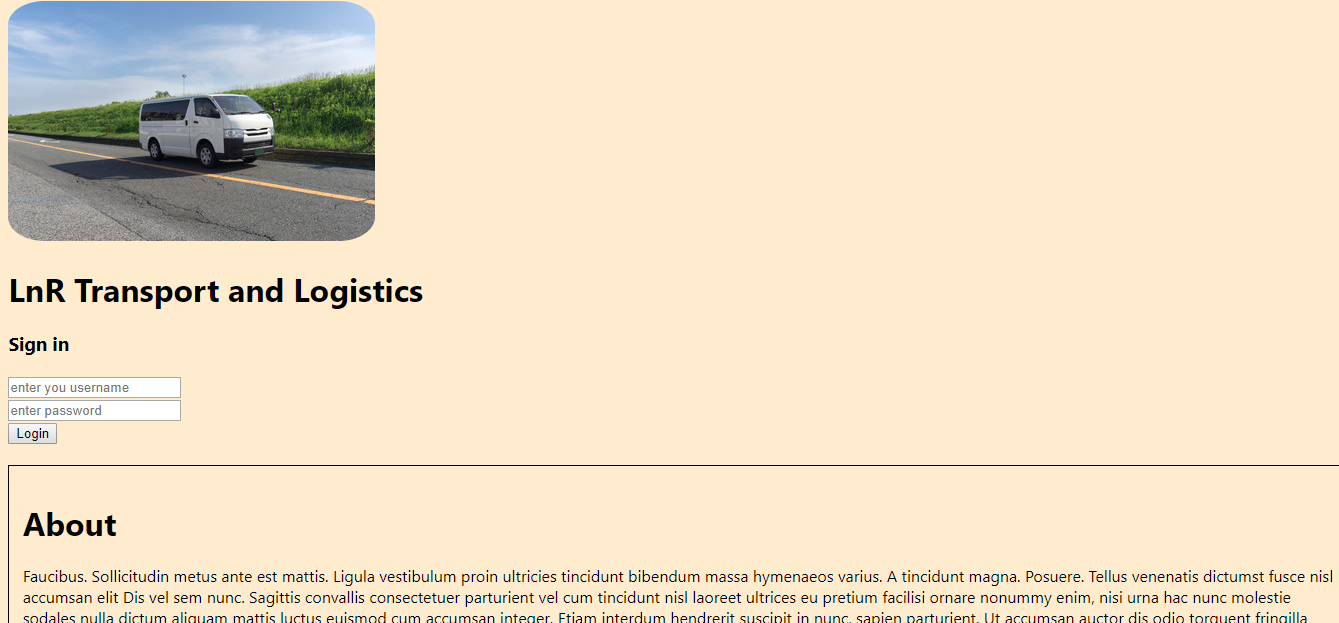 LnR Transport and Logistics
Sign in
enter you username
enter password
Login
About
Faucibus. Sollicitudin metus ante est mattis. Ligula vestibulum proin ultricies tincidunt bibendum massa hymenaeos varius. A tincidunt magna. Posuere. Tellus venenatis dictumst fusce nisl
accumsan elit Dis vel sem nunc. Sagittis convallis consectetuer parturient vel cum tincidunt nisl laoreet ultrices eu pretium facilisi ornare nonummy enim, nisi urna hac nunc molestie
sodales nulla dictum aliquam mattis luctus euismod cum accumsan integer. Etiam interdum hendrerit suscipit in nunc, sapien parturient. Ut accumsan auctor dis odio torquent fringilla